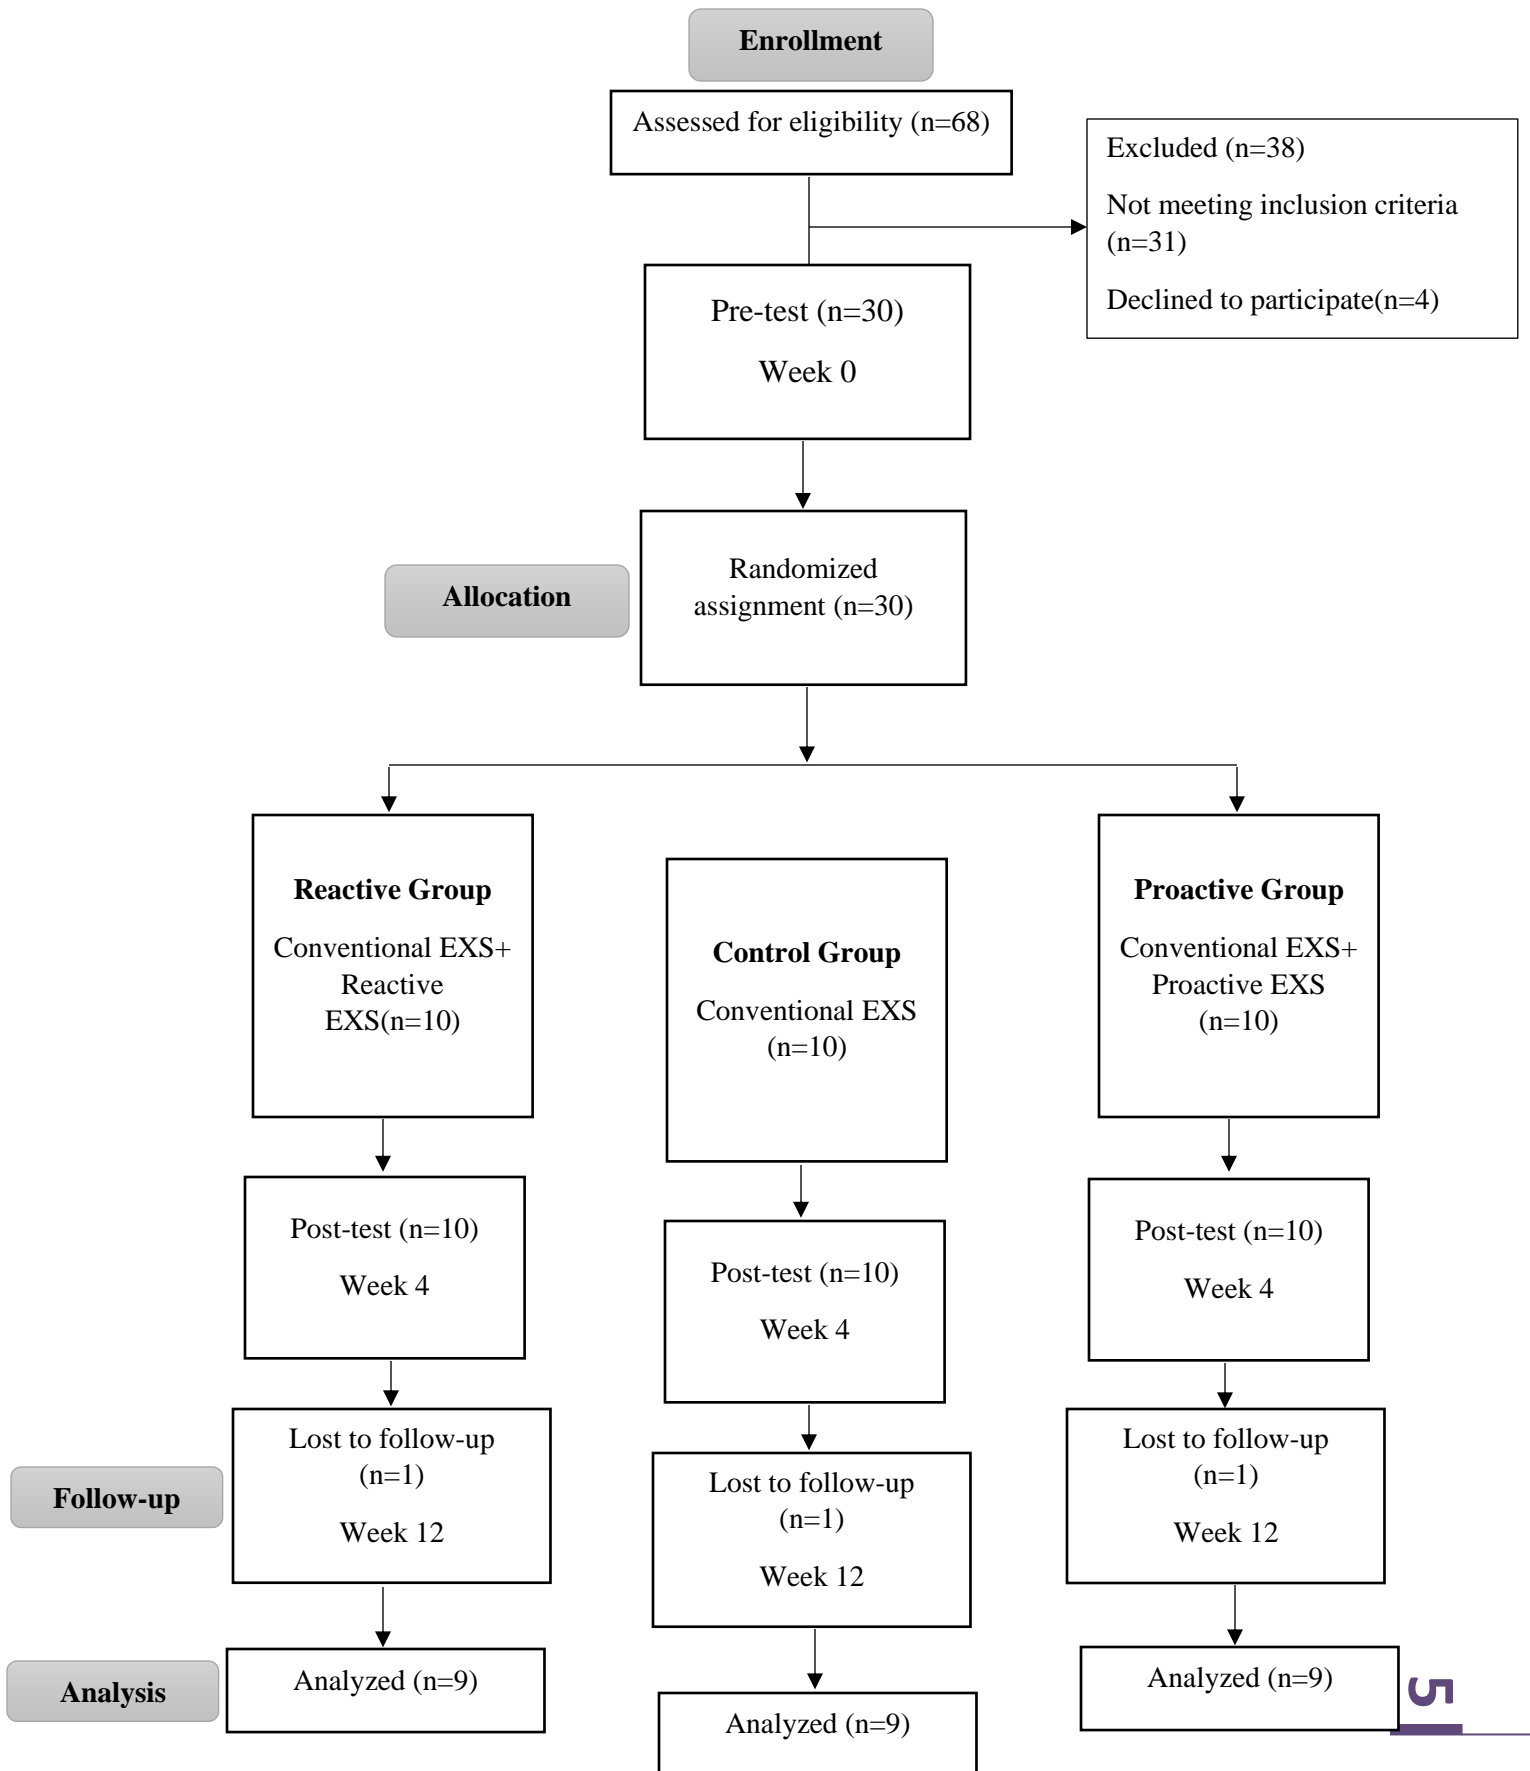 Enrollment
Assessed for eligibility (n=68)
Excluded (n=38)
Not meeting inclusion criteria
(n=31)
Declined to participate(n=4)
Pre-test (n=30)
Week 0
Allocation
Randomized
assignment (n=30)
Reactive Group
Conventional EXS+
Reactive
EXS(n=10)
Control Group
Conventional EXS
(n=10)
Proactive Group
Conventional EXS+
Proactive EXS
(n=10)
Post-test (n=10)
Week 4
Post-test (n=10)
Week 4
Post-test (n=10)
Week 4
Follow-up
Lost to follow-up
(n=1)
Week 12
Lost to follow-up
(n=1)
Week 12
Lost to follow-up
(n=1)
Week 12
Analysis
Analyzed (n=9)
Analyzed (n=9)
Analyzed (n=9)
5